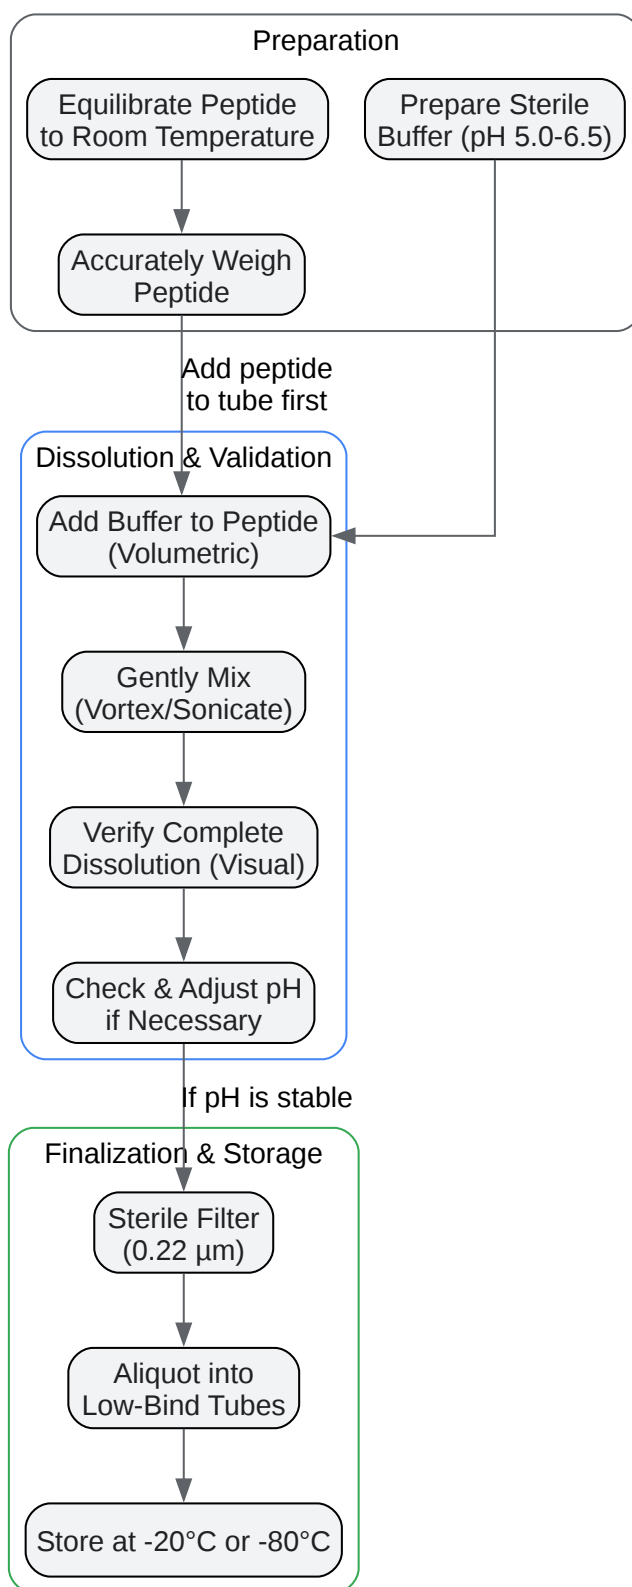 Preparation
Equilibrate Peptide
to Room Temperature
Prepare Sterile
Buffer (pH 5.0-6.5)
Accurately Weigh
Peptide
Add peptide
to tube first
Dissolution & Validation
Add Buffer to Peptide
(Volumetric)
Gently Mix
(Vortex/Sonicate)
Verify Complete
Dissolution (Visual)
Check & Adjust pH
if Necessary
If pH is stable
Finalization & Storage
Sterile Filter
(0.22 µm)
Aliquot into
Low-Bind Tubes
Store at -20°C or -80°C